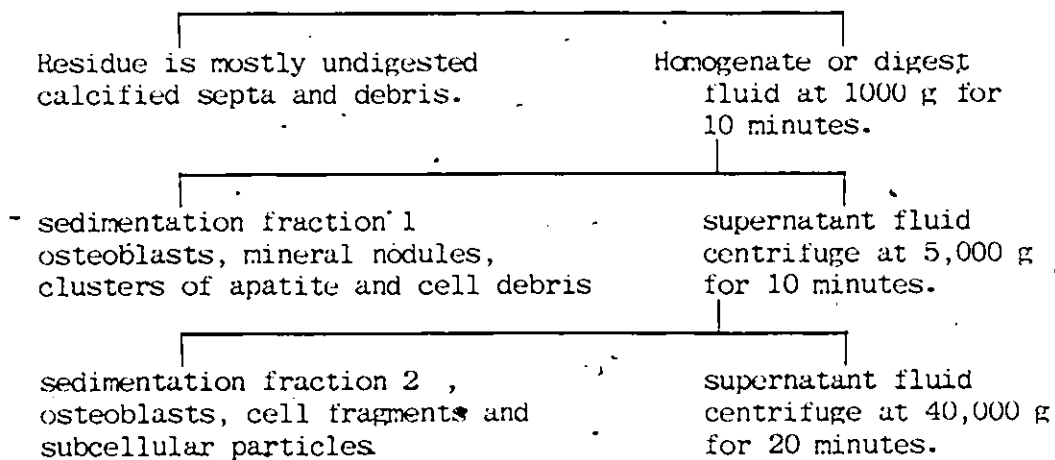 Residue is mostly undigested
calcified septa and debris.
Homogenate or digest
fluid at 1000 g for
10 minutes.
sedimentation fraction 1
osteoblasts, mineral nodules,
clusters of apatite and cell debris
supernatant fluid
centrifuge at 5,000 g
for 10 minutes.
sedimentation fraction 2 ,
osteoblasts, cell fragments and
subcellular particles
supernatant fluid
centrifuge at 40,000 g
for 20 minutes.